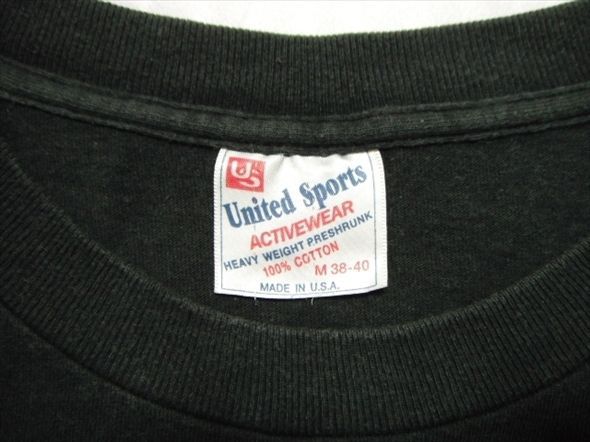 US
United Sports
ACTIVEWEAR
HEAVY WEIGHT PRESHRUNK
100% COTTON
M 38-40
MADE IN U.S.A.